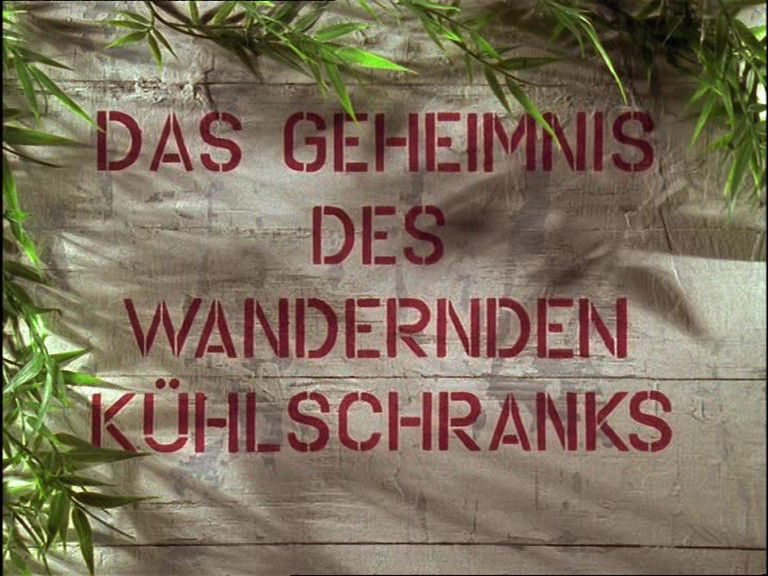 DAS GEHEIMNIS
DES
WANDERNDEN
KÜHLSCHRANKS